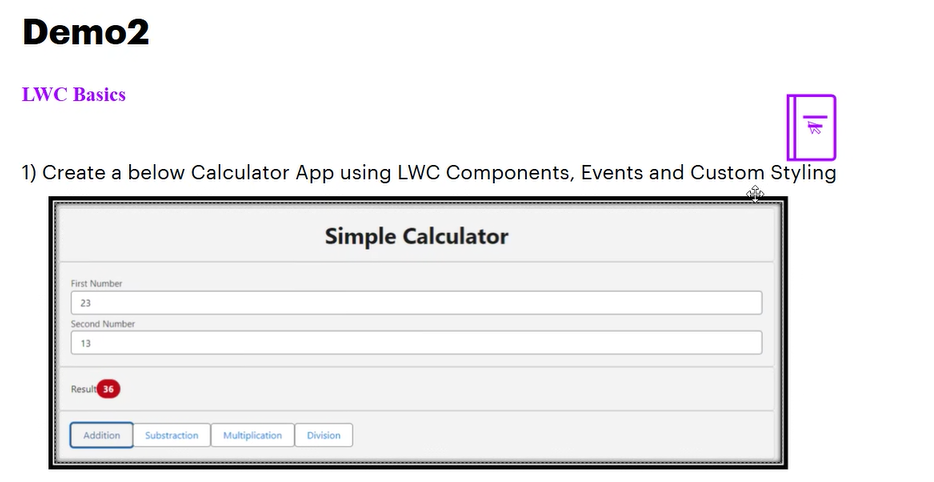 Demo2
LWC Basics
1) Create a below Calculator App using LWC Components, Events and Custom Styling
Simple Calculator
First Number
23
Second Number
13
Result 36
Addition Substraction Multiplication Division